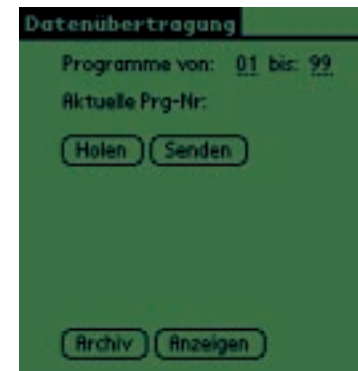 Datenübertragung
Programme von: 01 bis: 99
Aktuelle Prg-Nr:
Holen Senden
Archiv Anzeigen